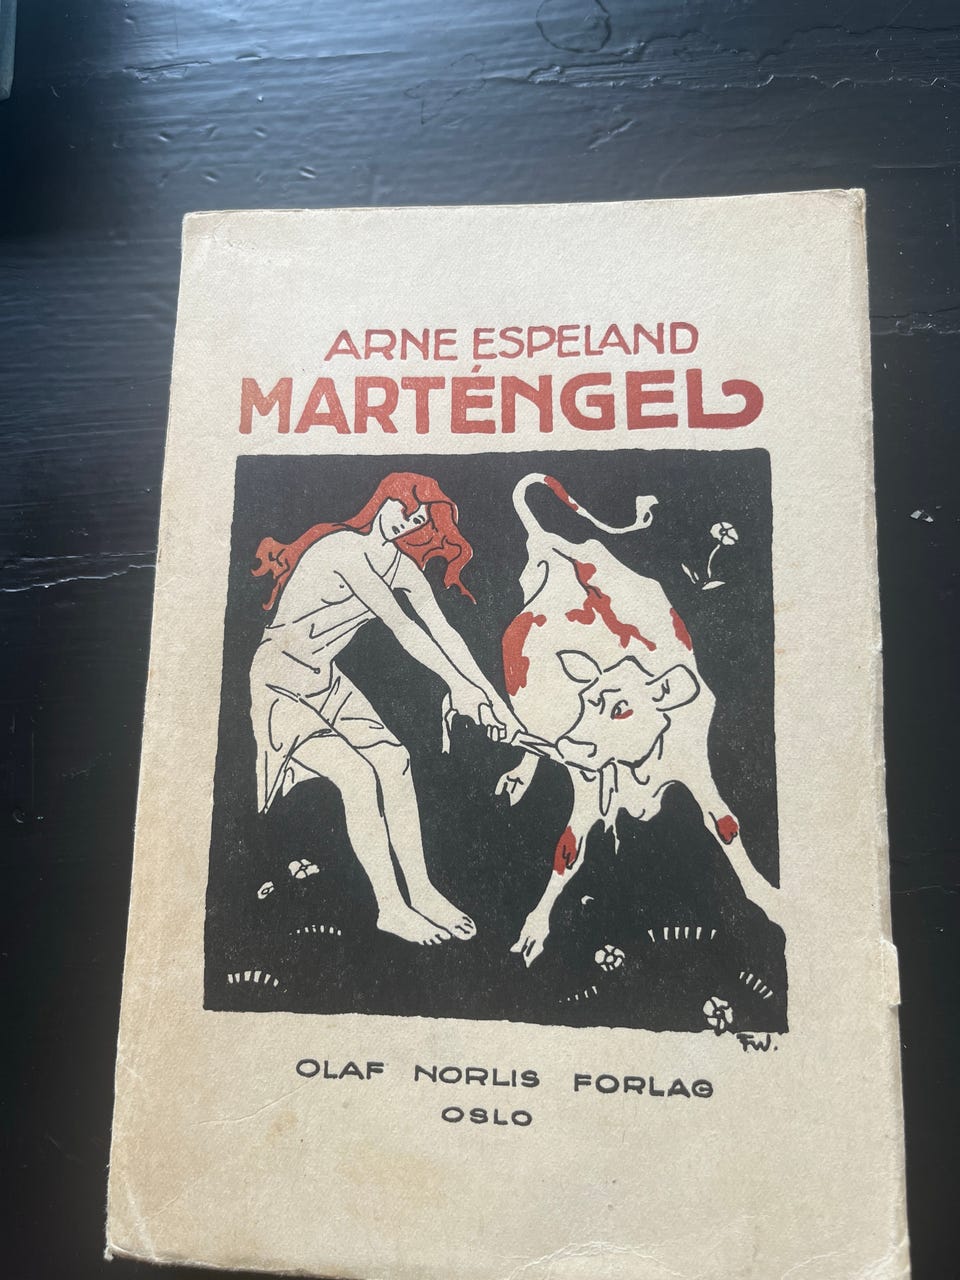 ARNE ESPELAND
MARTÉNGEL
FW.
OLAF NORLIS FORLAG
OSLO